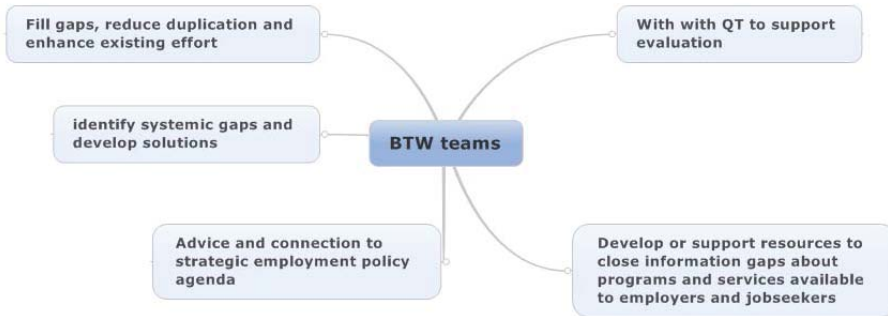 Fill gaps, reduce duplication and
enhance existing effort
With with QT to support
evaluation
identify systemic gaps and
develop solutions
BTW teams
Advice and connection to
strategic employment policy
agenda
Develop or support resources to
close information gaps about
programs and services available
to employers and jobseekers